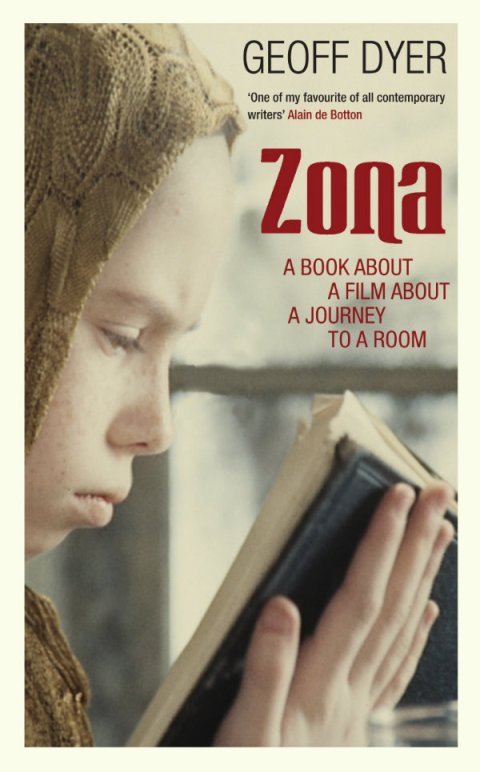 GEOFF DYER
‘One of my favourite of all contemporary
writers’ Alain de Botton
Zona
A BOOK ABOUT
A FILM ABOUT
A JOURNEY
TO A ROOM